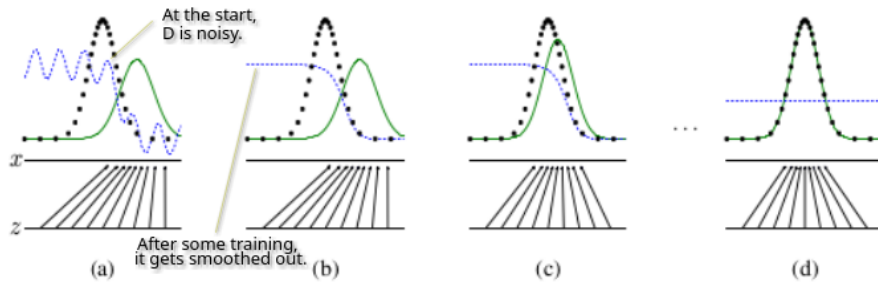 At the start,
D is noisy.
...
x
z
After some training,
it gets smoothed out.
(a)
(b)
(c)
(d)